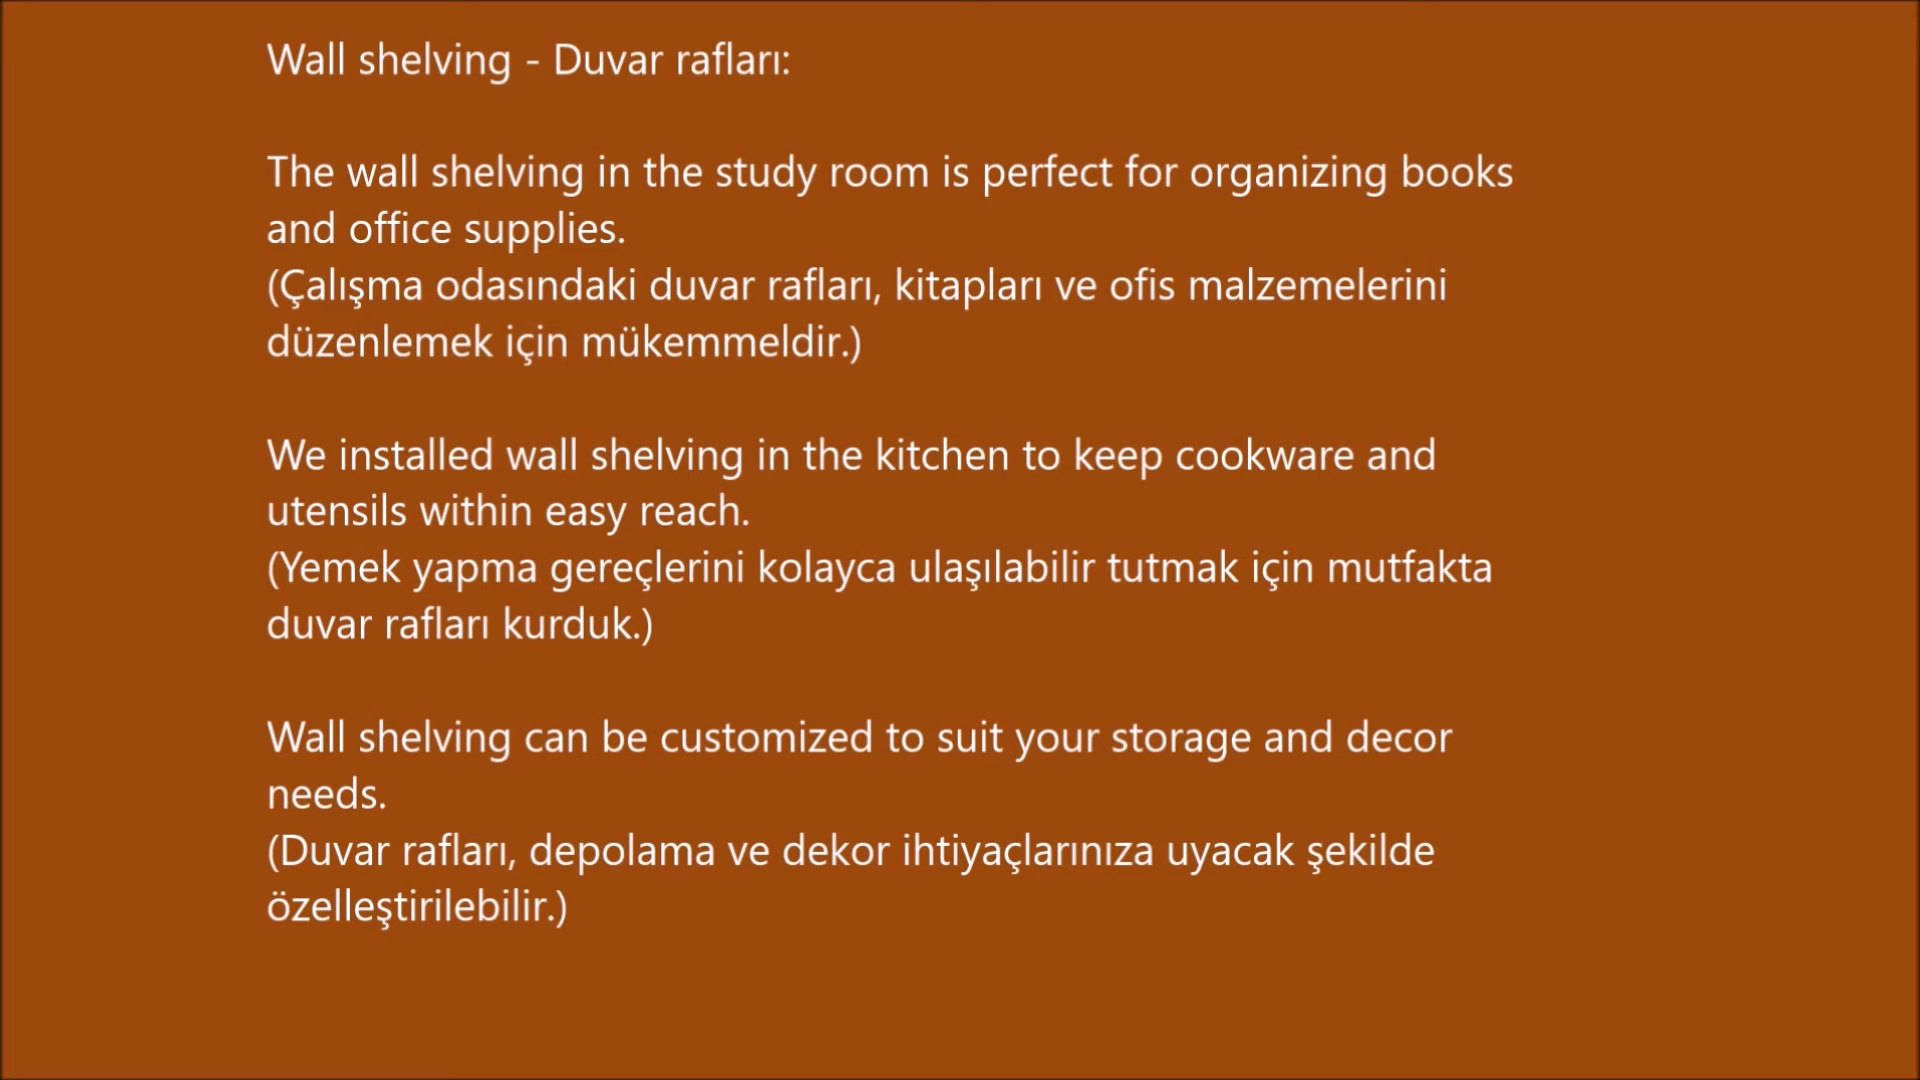 Wall shelving - Duvar rafları:
The wall shelving in the study room is perfect for organizing books
and office supplies.
(Çalışma odasındaki duvar rafları, kitapları ve ofis malzemelerini
düzenlemek için mükemmeldir.)
We installed wall shelving in the kitchen to keep cookware and
utensils within easy reach.
(Yemek yapma gereçlerini kolayca ulaşılabilir tutmak için mutfakta
duvar rafları kurduk.)
Wall shelving can be customized to suit your storage and decor
needs.
(Duvar rafları, depolama ve dekor ihtiyaçlarınıza uyacak şekilde
özelleştirilebilir.)